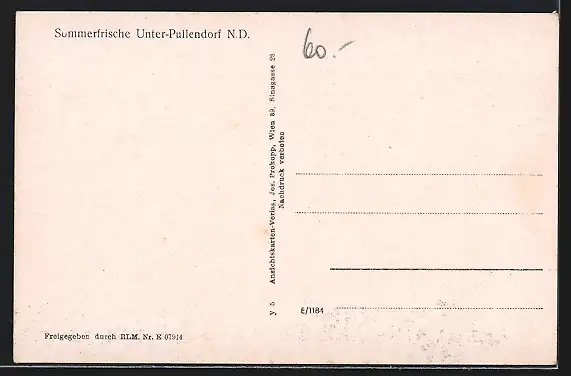 Sommerfrische Unter-Pullendorf N.D.
60.-
y 5 Ansichtskarten-Verlag, Jos. Prokopp, Wien 89, Sinagasse 23
Nachdruck verboten
E/1184
Freigegeben durch RLM. Nr. E 07914